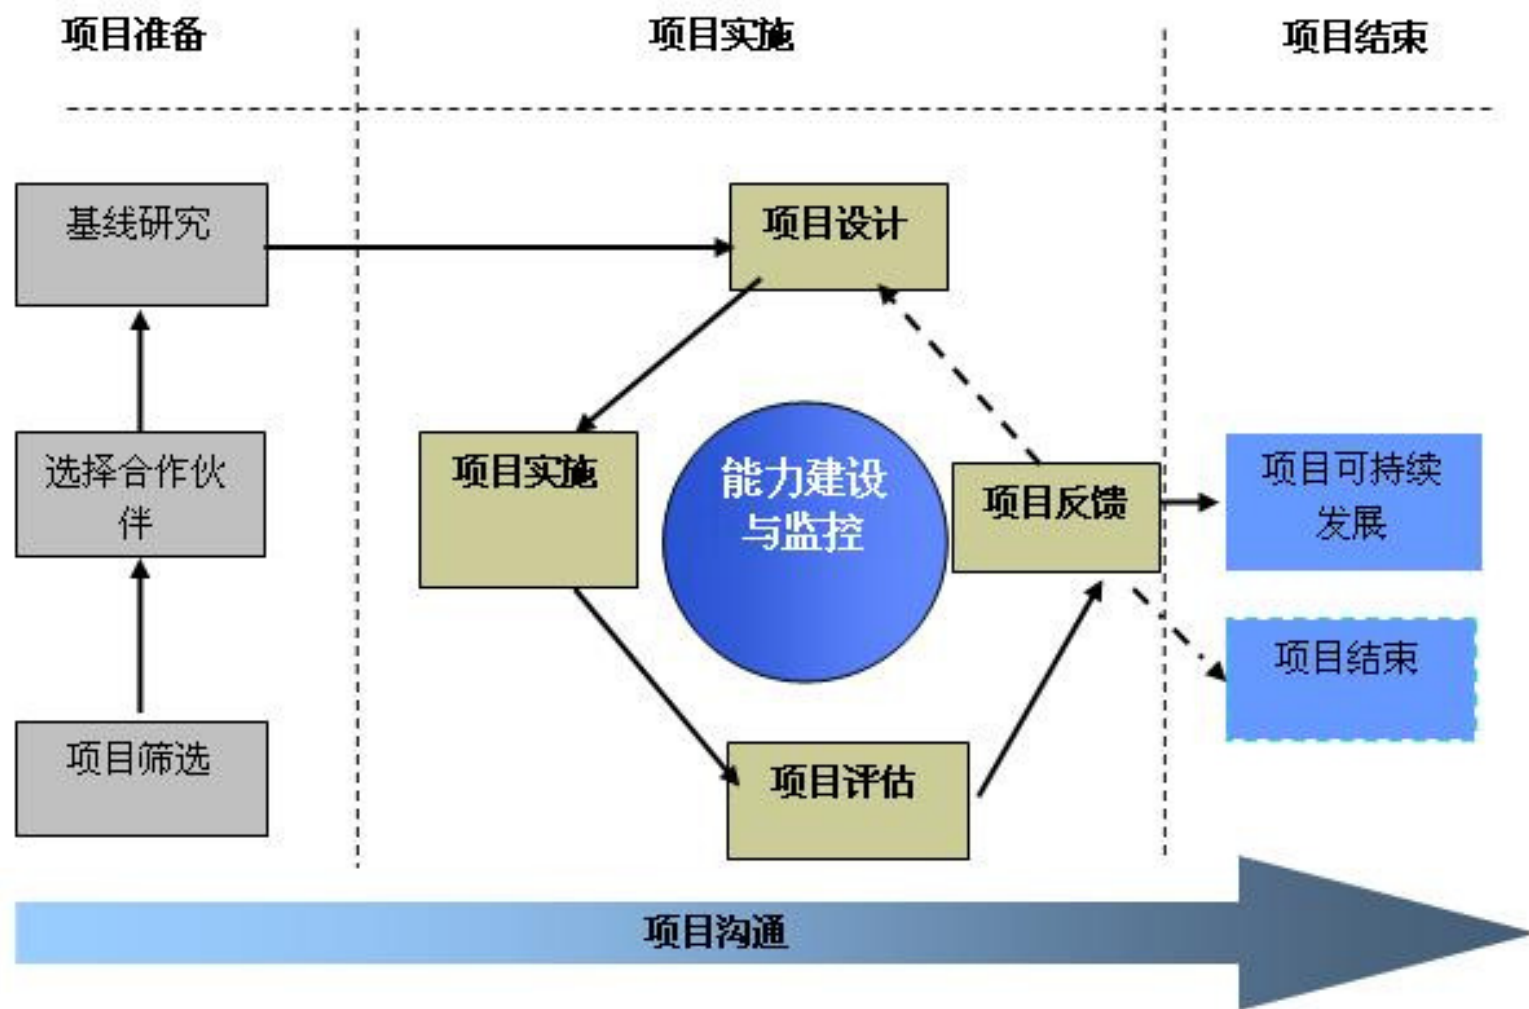 项目准备
项目实施
项目结束
基线研究
项目设计
选择合作伙
伴
项目实施
能力建设
与监控
项目反馈
项目可持续
发展
项目结束
项目筛选
项目评估
项目沟通